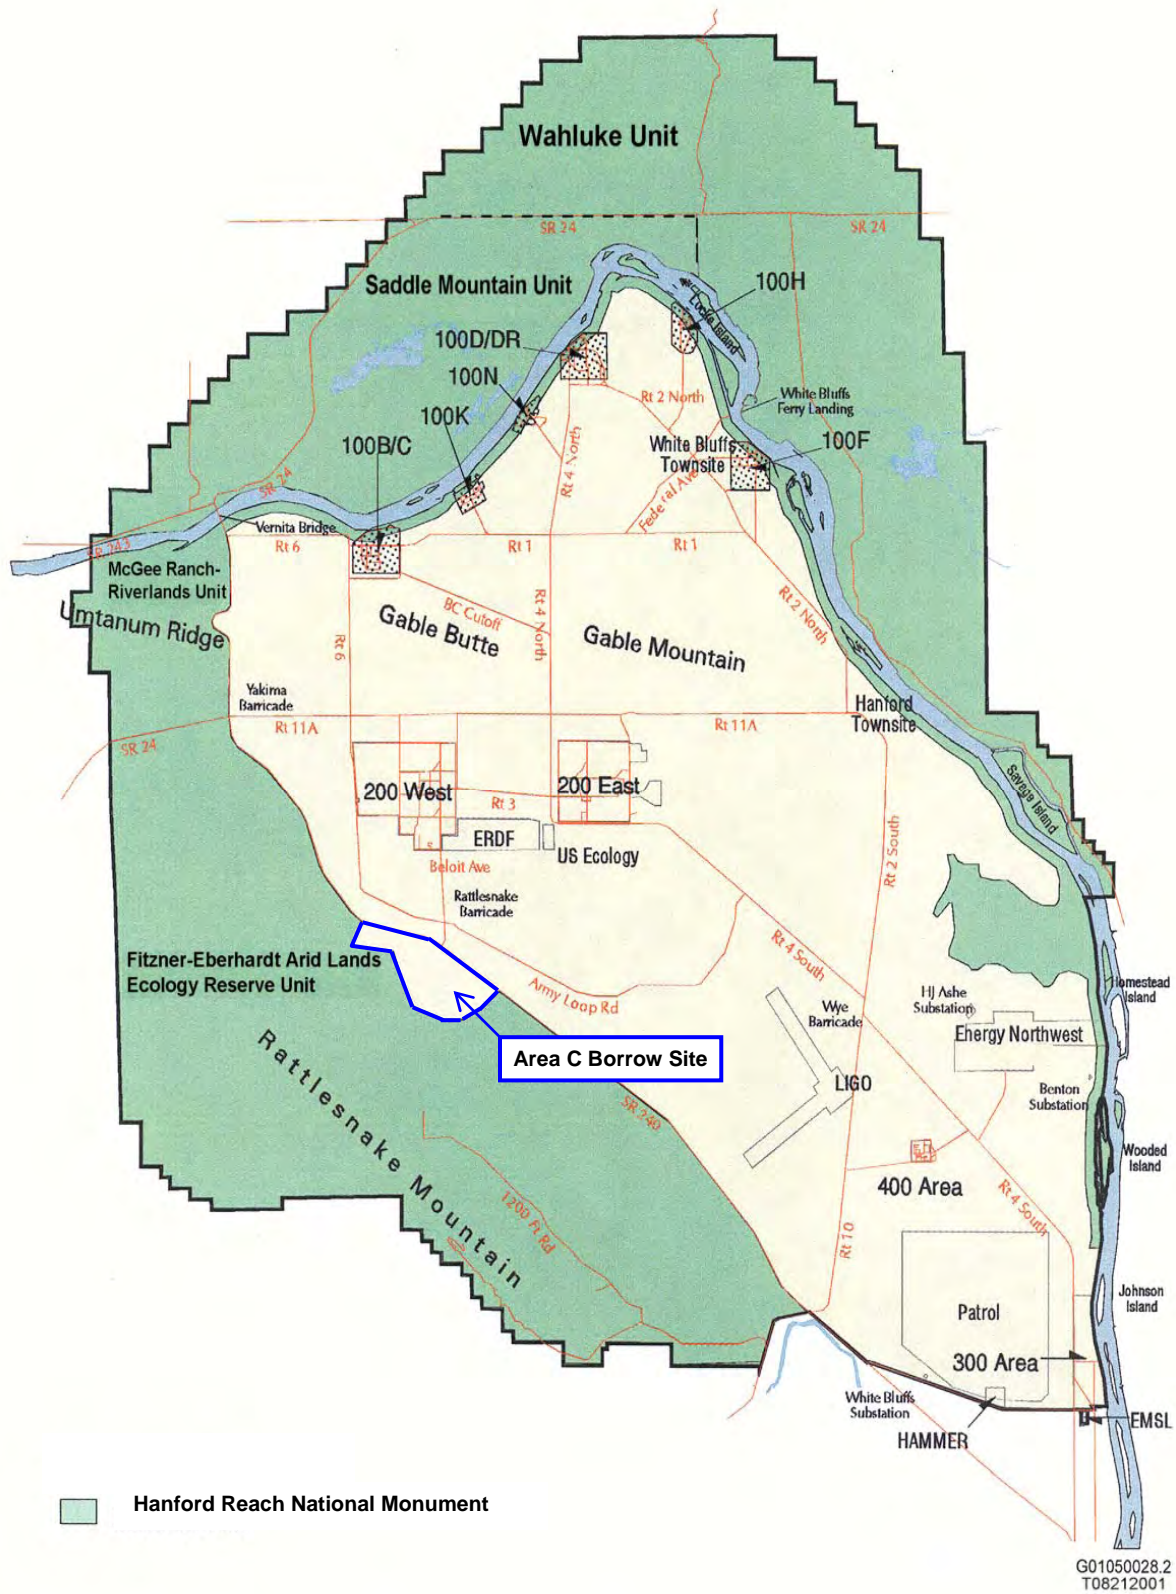 Wahluke Unit
SR 24
SR 24
Saddle Mountain Unit
100H
Locke Island
100D/DR
100N
100K
100B/C
Rt 2 North
White Bluffs
Ferry Landing
100F
White Bluffs
Townsite
Rt 4 North
Federal Ave
SR 24
Vernita Bridge
SR 243
Rt 6
Rt 1
Rt 1
McGee Ranch-
Riverlands Unit
Umtanum Ridge
BC Cutoff
Rt 4 North
Rt 2 North
Gable Butte
Gable Mountain
Rt 6
Yakima
Barricade
Hanford
Townsite
SR 24
Rt 11A
Rt 11A
Savage Island
200 West
200 East
Rt 3
ERDF
US Ecology
Beloit Ave
Rt 2 South
Rattlesnake
Barricade
Fitzner-Eberhardt Arid Lands
Ecology Reserve Unit
Rt 4 South
Army Loop Rd
Homestead
Island
HJ Ashe
Substation
Wye
Barricade
Energy Northwest
Area C Borrow Site
LIGO
Benton
Substation
Rattlesnake Mountain
SR 240
Wooded
Island
400 Area
Rt 4 South
1200 Ft Rd
Rt 10
Johnson
Island
Patrol
300 Area
White Bluffs
Substation
HAMMER
EMSL
Hanford Reach National Monument
G01050028.2
T08212001